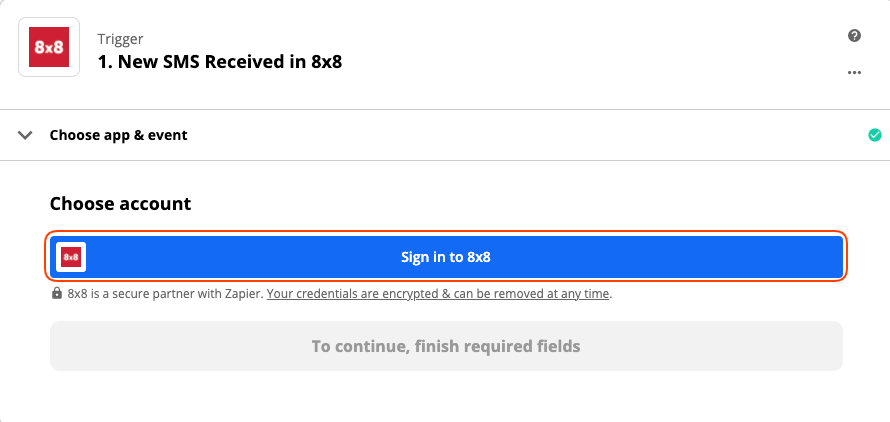 8x8
Trigger
1. New SMS Received in 8x8
Choose app & event
Choose account
8x8
Sign in to 8x8
8x8 is a secure partner with Zapier. Your credentials are encrypted & can be removed at any time.
To continue, finish required fields